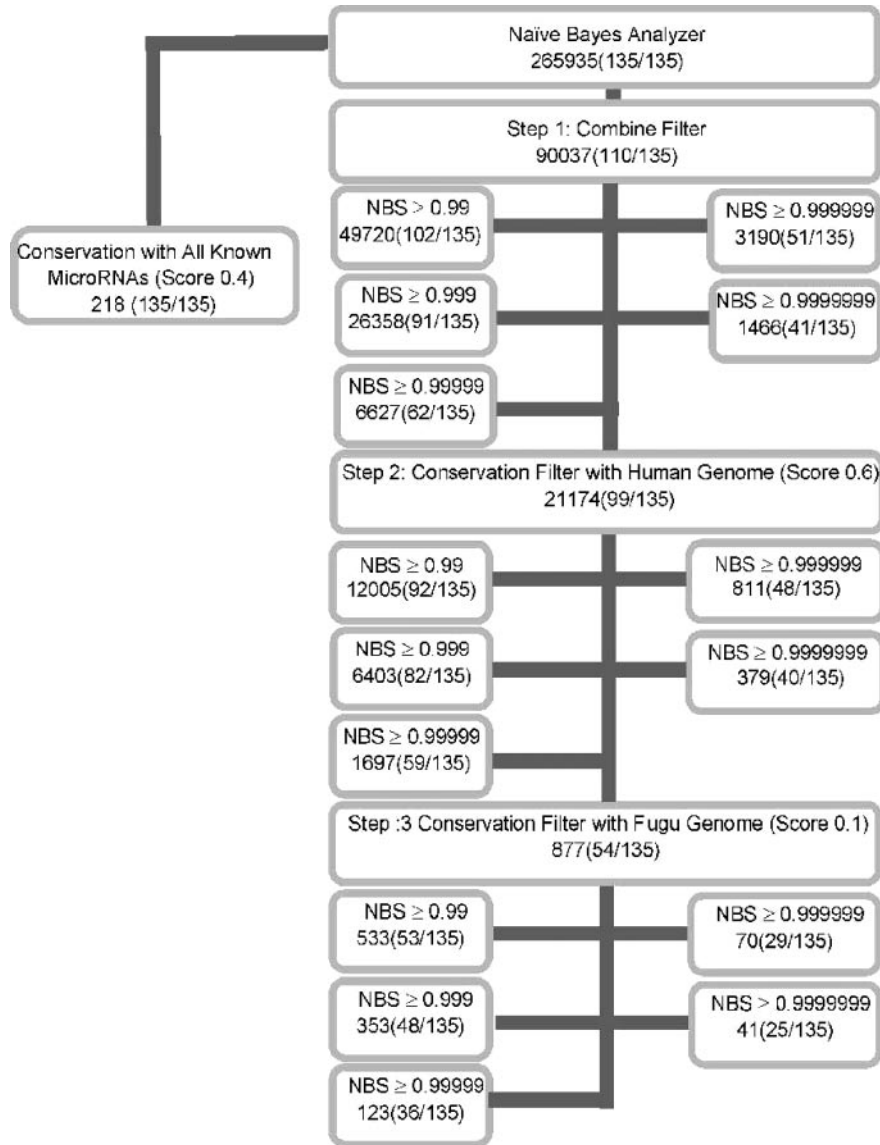 Naïve Bayes Analyzer
265935(135/135)
Step 1: Combine Filter
90037(110/135)
Conservation with All Known
MicroRNAs (Score 0.4)
218 (135/135)
NBS > 0.99
49720(102/135)
NBS ≥ 0.999999
3190(51/135)
NBS ≥ 0.999
26358(91/135)
NBS ≥ 0.9999999
1466(41/135)
NBS ≥ 0.99999
6627(62/135)
Step 2: Conservation Filter with Human Genome (Score 0.6)
21174(99/135)
NBS ≥ 0.99
12005(92/135)
NBS ≥ 0.999999
811(48/135)
NBS ≥ 0.999
6403(82/135)
NBS ≥ 0.9999999
379(40/135)
NBS ≥ 0.99999
1697(59/135)
Step :3 Conservation Filter with Fugu Genome (Score 0.1)
877(54/135)
NBS ≥ 0.99
533(53/135)
NBS ≥ 0.999999
70(29/135)
NBS ≥ 0.999
353(48/135)
NBS > 0.9999999
41(25/135)
NBS ≥ 0.99999
123(36/135)